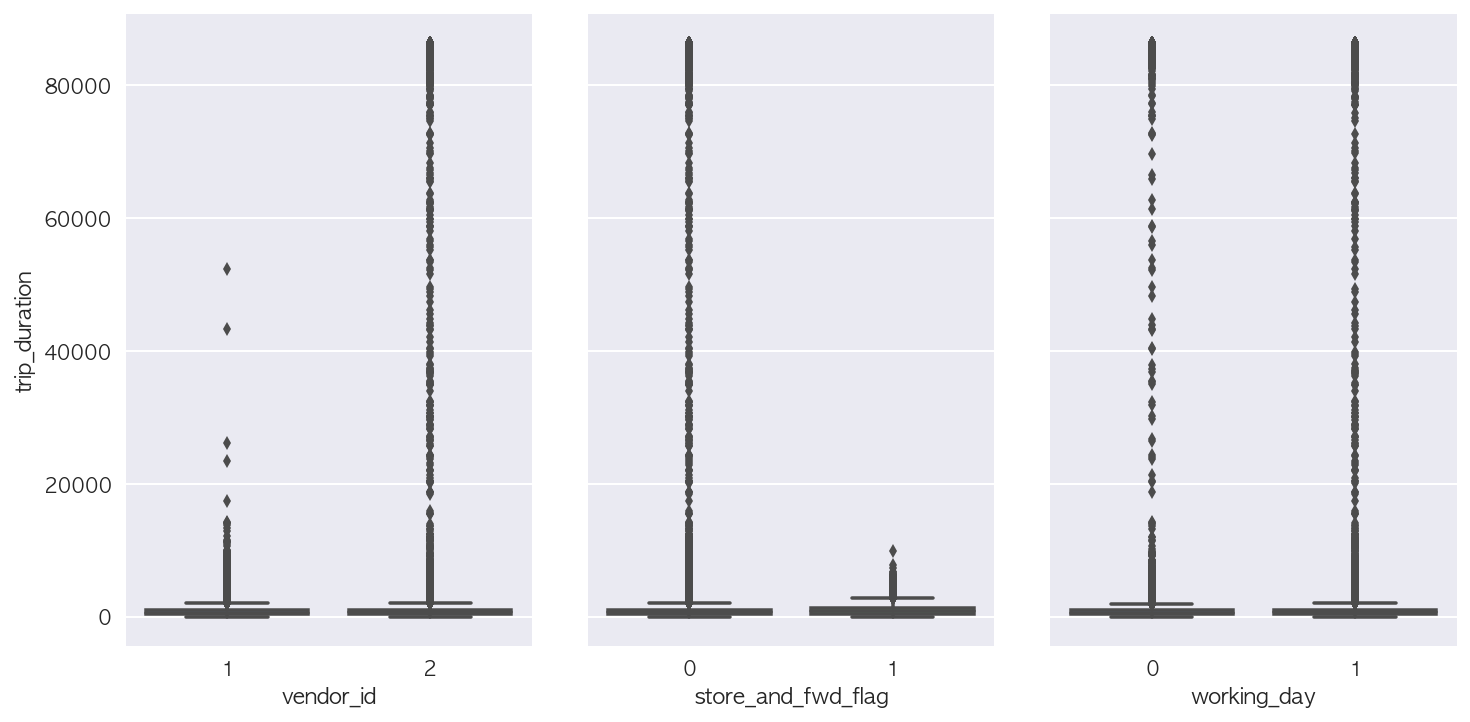 trip_duration
80000
60000
40000
20000
0
1 2
vendor_id
0 1
store_and_fwd_flag
0 1
working_day